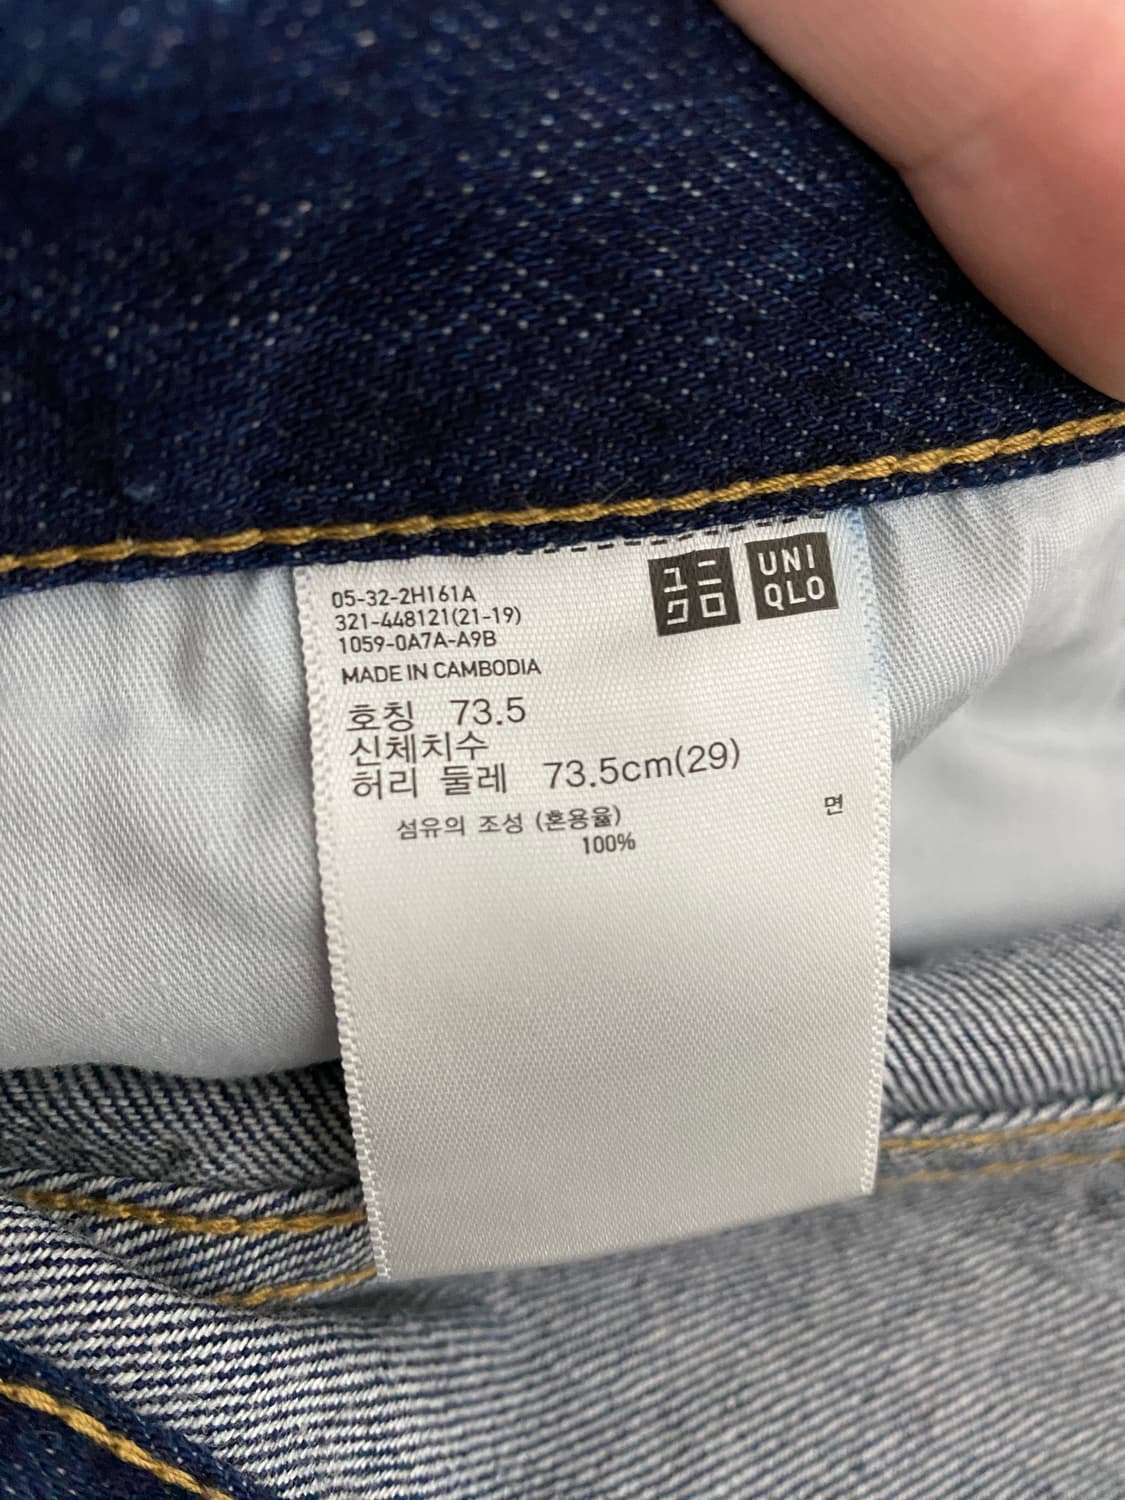 ユニ
クロ
UNI
QLO
05-32-2H161A
321-448121(21-19)
1059-0A7A-A9B
MADE IN CAMBODIA
호칭 73.5
신체치수
허리 둘레 73.5cm(29)
섬유의 조성 (혼용율) 면
100%